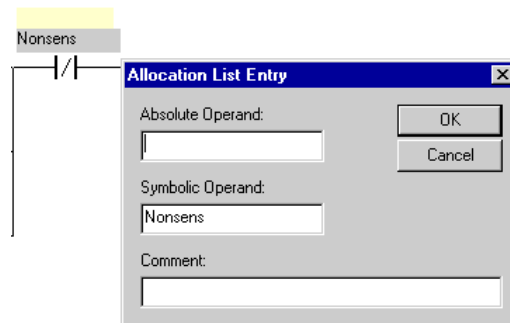 Nonsens
Allocation List Entry
Absolute Operand:
OK
Cancel
Symbolic Operand:
Nonsens
Comment: